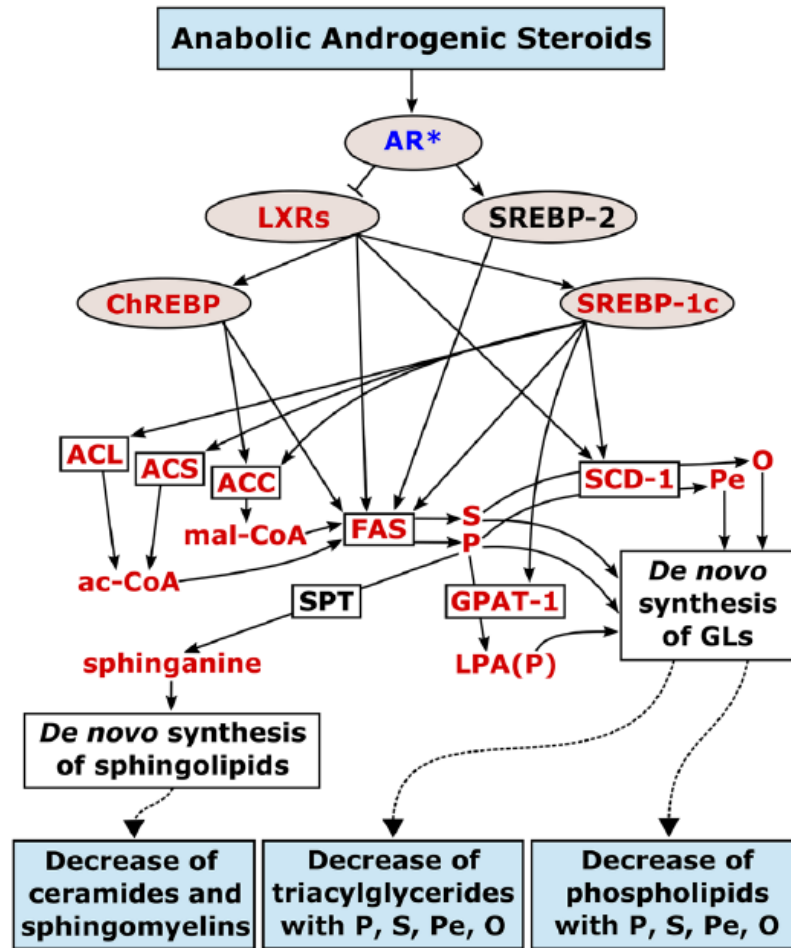 Anabolic Androgenic Steroids
AR*
LXRs
SREBP-2
ChREBP
SREBP-1c
ACL
ACS
ACC
SCD-1
O
Pe
mal-CoA
FAS
S
P
ac-CoA
SPT
GPAT-1
De novo
synthesis
of GLs
sphinganine
LPA(P)
De novo synthesis
of sphingolipids
Decrease of
ceramides and
sphingomyelins
Decrease of
triacylglycerides
with P, S, Pe, O
Decrease of
phospholipids
with P, S, Pe, O